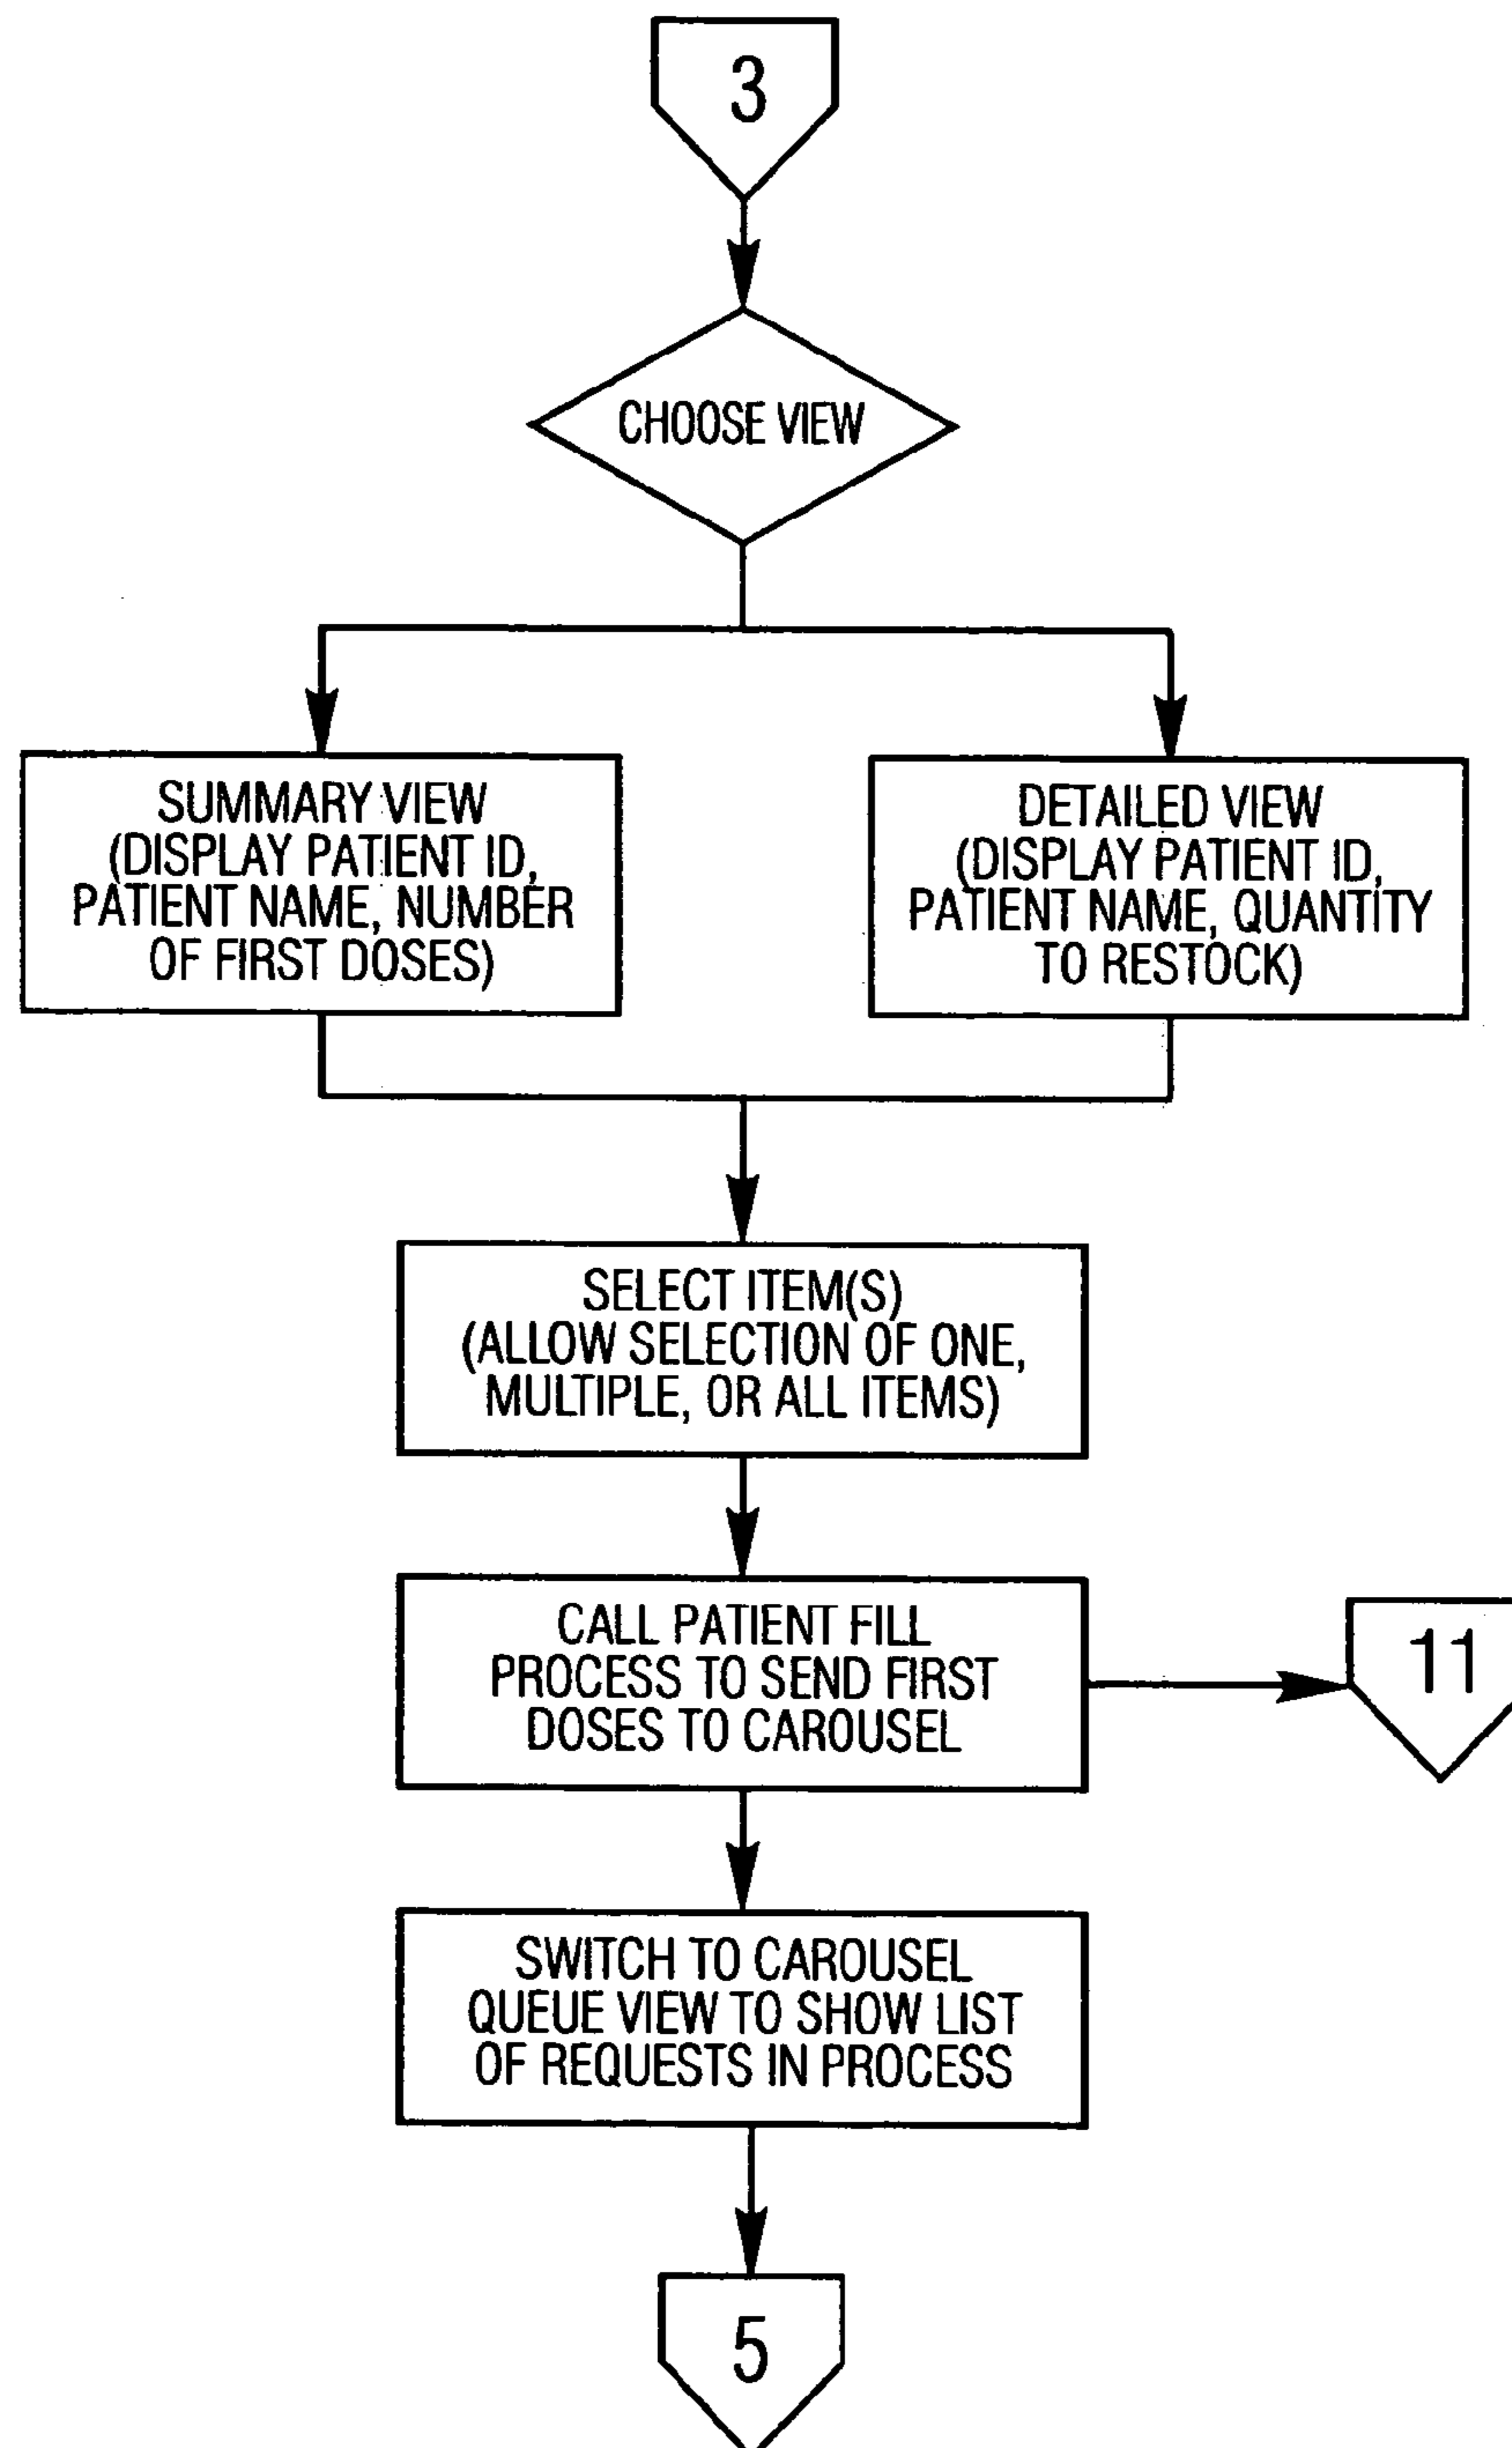 3
CHOOSE VIEW
SUMMARY VIEW
(DISPLAY PATIENT ID,
PATIENT NAME, NUMBER
OF FIRST DOSES)
DETAILED VIEW
(DISPLAY PATIENT ID,
PATIENT NAME, QUANTITY
TO RESTOCK)
SELECT ITEM(S)
(ALLOW SELECTION OF ONE,
MULTIPLE, OR ALL ITEMS)
CALL PATIENT FILL
PROCESS TO SEND FIRST
DOSES TO CAROUSEL
11
SWITCH TO CAROUSEL
QUEUE VIEW TO SHOW LIST
OF REQUESTS IN PROCESS
5